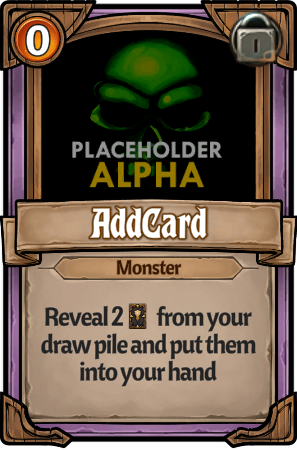 0
I
PLACEHOLDER
ALPHA
AddCard
Monster
Reveal 2 from your
draw pile and put them
into your hand